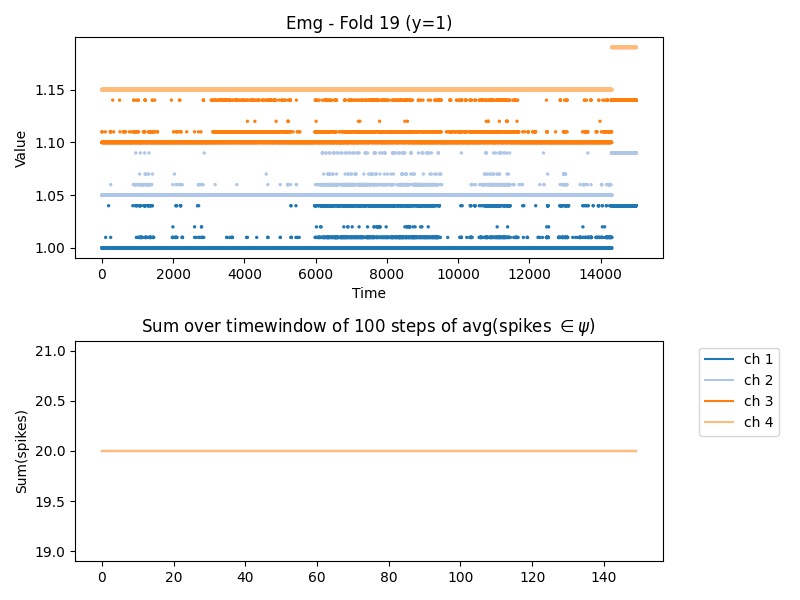 Emg - Fold 19 (y=1)
Value
1.15
1.10
1.05
1.00
0 2000 4000 6000 8000 10000 12000 14000
Time
Sum over timewindow of 100 steps of avg(spikes ∈ ψ)
Sum(spikes)
21.0
20.5
20.0
19.5
19.0
0 20 40 60 80 100 120 140
ch 1
ch 2
ch 3
ch 4